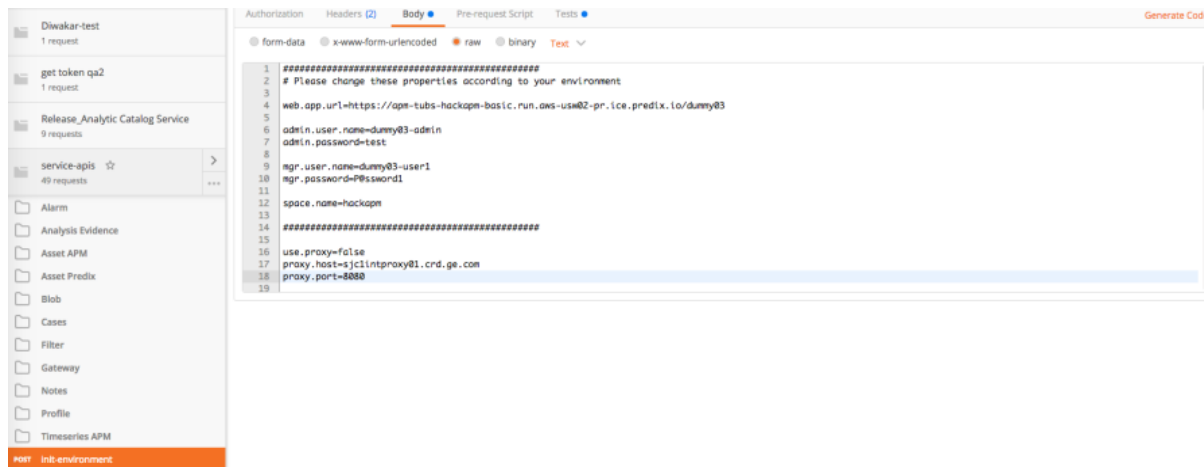 Diwakar-test
1 request
get token qa2
1 request
Release_Analytic Catalog Service
9 requests
service-apis
49 requests
Alarm
Analysis Evidence
Asset APM
Asset Predix
Blob
Cases
Filter
Gateway
Notes
Profile
Timeseries APM
POST init-environment
Authorization Headers (2) Body Pre-request Script Tests Generate Cod
form-data x-www-form-urlencoded raw binary Text
1 ###############################################
2 # Please change these properties according to your environment
3
4 web.app.url=https://apm-tubs-hackapm-basic.run.aws-usw02-pr.ice.predix.io/dummy03
5
6 admin.user.name=dummy03-admin
7 admin.password=test
8
9 mgr.user.name=dummy03-user1
10 mgr.password=P@ssword1
11
12 space.name=hackapm
13
14 ###############################################
15
16 use.proxy=false
17 proxy.host=sjc1intproxy01.crd.ge.com
18 proxy.port=8080
19